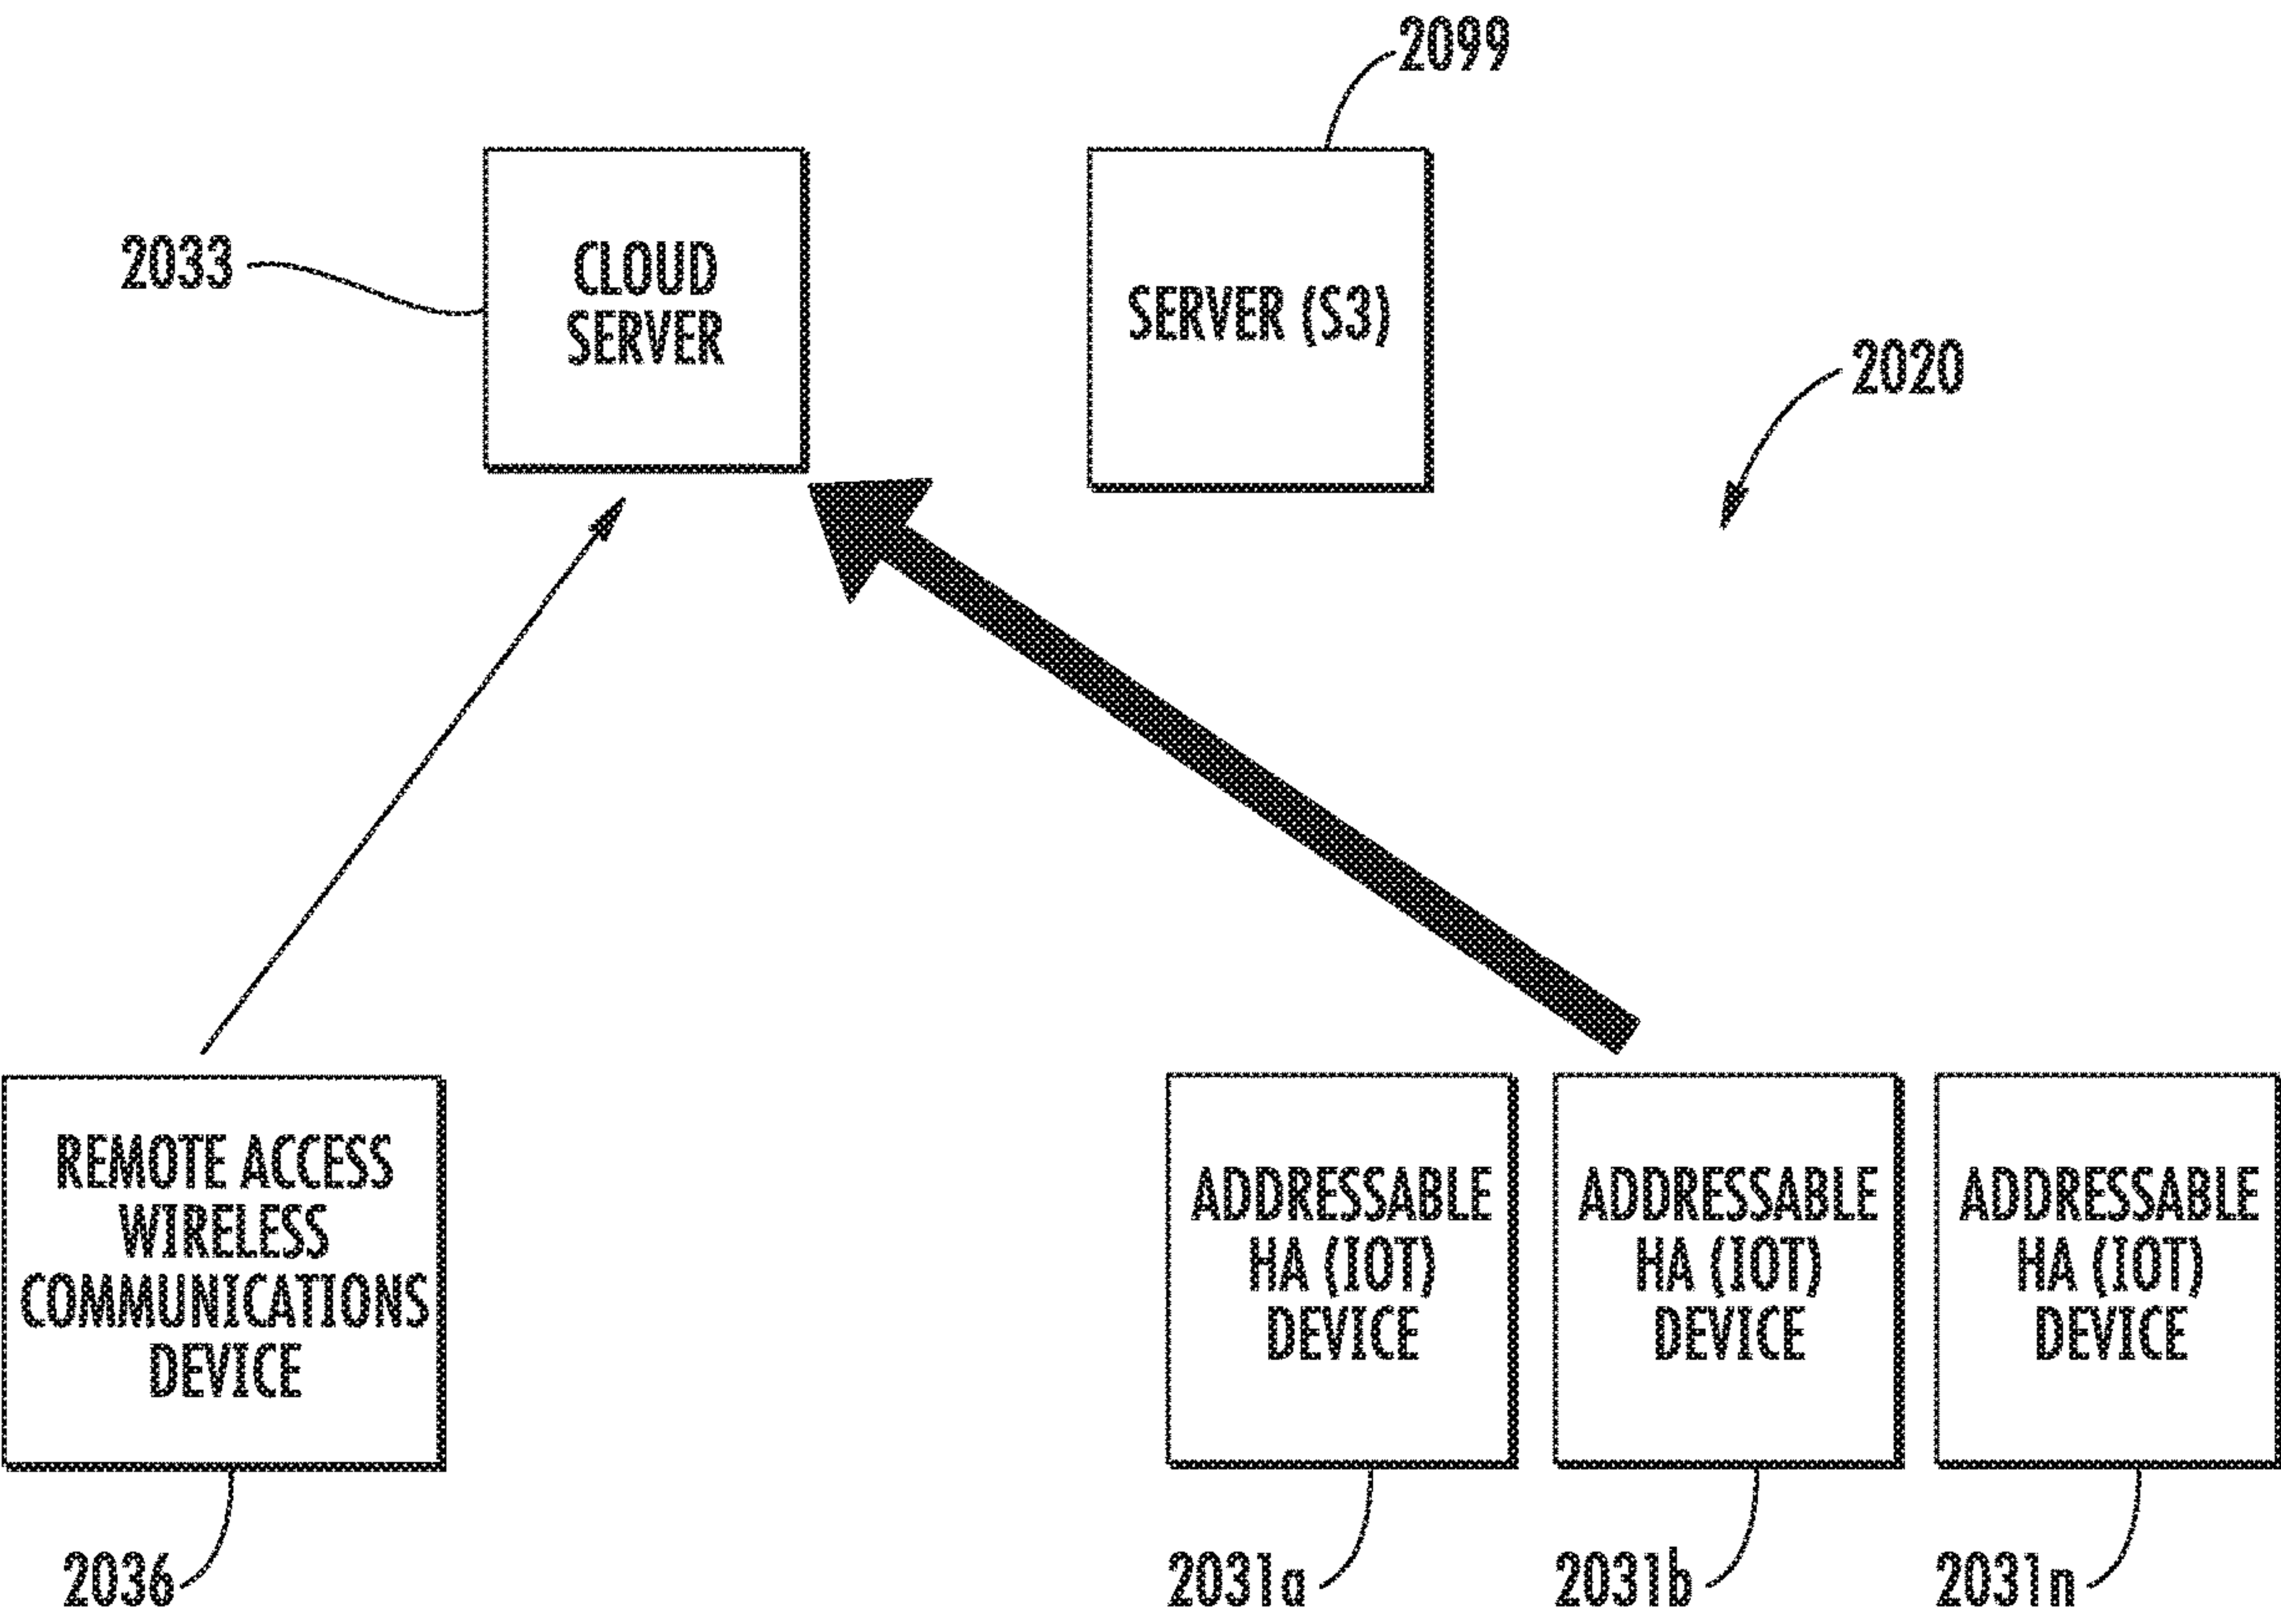 2099
2033
CLOUD
SERVER
SERVER (S3)
2020
REMOTE ACCESS
WIRELESS
COMMUNICATIONS
DEVICE
ADDRESSABLE
HA (IOT)
DEVICE
ADDRESSABLE
HA (IOT)
DEVICE
ADDRESSABLE
HA (IOT)
DEVICE
2036
2031a
2031b
2031n